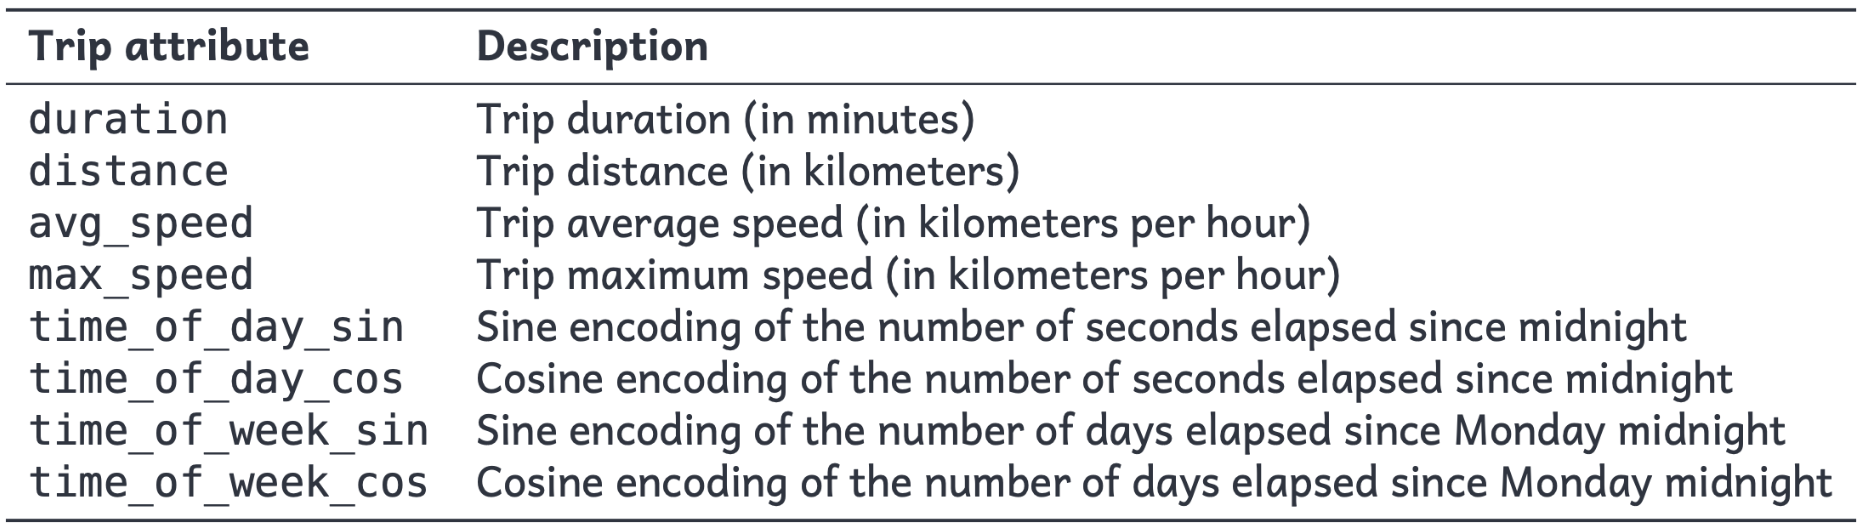 Trip attribute Description
duration Trip duration (in minutes)
distance Trip distance (in kilometers)
avg_speed Trip average speed (in kilometers per hour)
max_speed Trip maximum speed (in kilometers per hour)
time_of_day_sin Sine encoding of the number of seconds elapsed since midnight
time_of_day_cos Cosine encoding of the number of seconds elapsed since midnight
time_of_week_sin Sine encoding of the number of days elapsed since Monday midnight
time_of_week_cos Cosine encoding of the number of days elapsed since Monday midnight